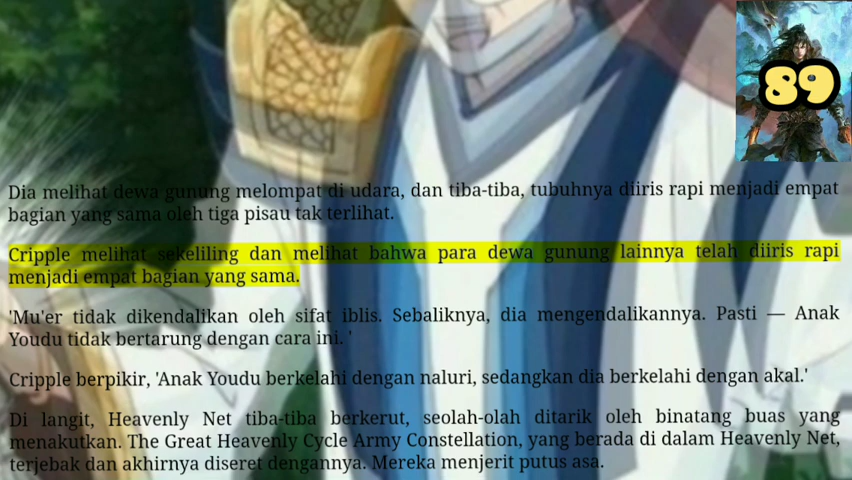 89
Dia melihat dewa gunung melompat di udara, dan tiba-tiba, tubuhnya diiris rapi menjadi empat
bagian yang sama oleh tiga pisau tak terlihat.
Cripple melihat sekeliling dan melihat bahwa para dewa gunung lainnya telah diiris rapi
menjadi empat bagian yang sama.
'Mu'er tidak dikendalikan oleh sifat iblis. Sebaliknya, dia mengendalikannya. Pasti — Anak
Youdu tidak bertarung dengan cara ini. '
Cripple berpikir, 'Anak Youdu berkelahi dengan naluri, sedangkan dia berkelahi dengan akal.'
Di langit, Heavenly Net tiba-tiba berkerut, seolah-olah ditarik oleh binatang buas yang
menakutkan. The Great Heavenly Cycle Army Constellation, yang berada di dalam Heavenly Net,
terjebak dan akhirnya diseret dengannya. Mereka menjerit putus asa.